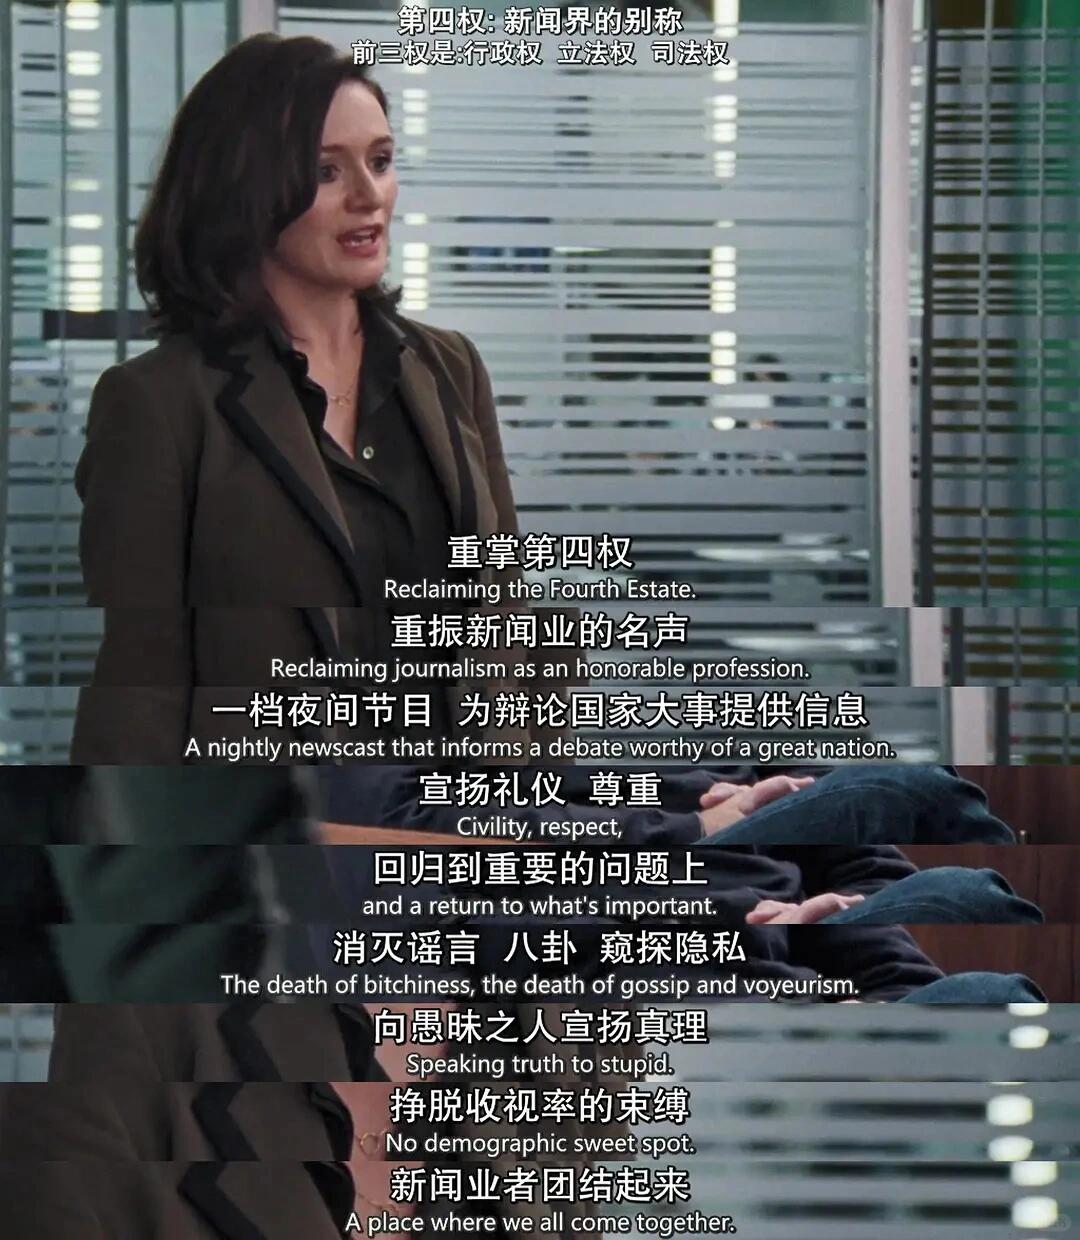 第四权: 新闻界的别称
前三权是:行政权 立法权 司法权
重掌第四权
Reclaiming the Fourth Estate.
重振新闻业的名声
Reclaiming journalism as an honorable profession.
一档夜间节目 为辩论国家大事提供信息
A nightly newscast that informs a debate worthy of a great nation.
宣扬礼仪 尊重
Civility, respect,
回归到重要的问题上
and a return to what's important.
消灭谣言 八卦 窥探隐私
The death of bitchiness, the death of gossip and voyeurism.
向愚昧之人宣扬真理
Speaking truth to stupid.
挣脱收视率的束缚
No demographic sweet spot.
新闻业者团结起来
A place where we all come together.